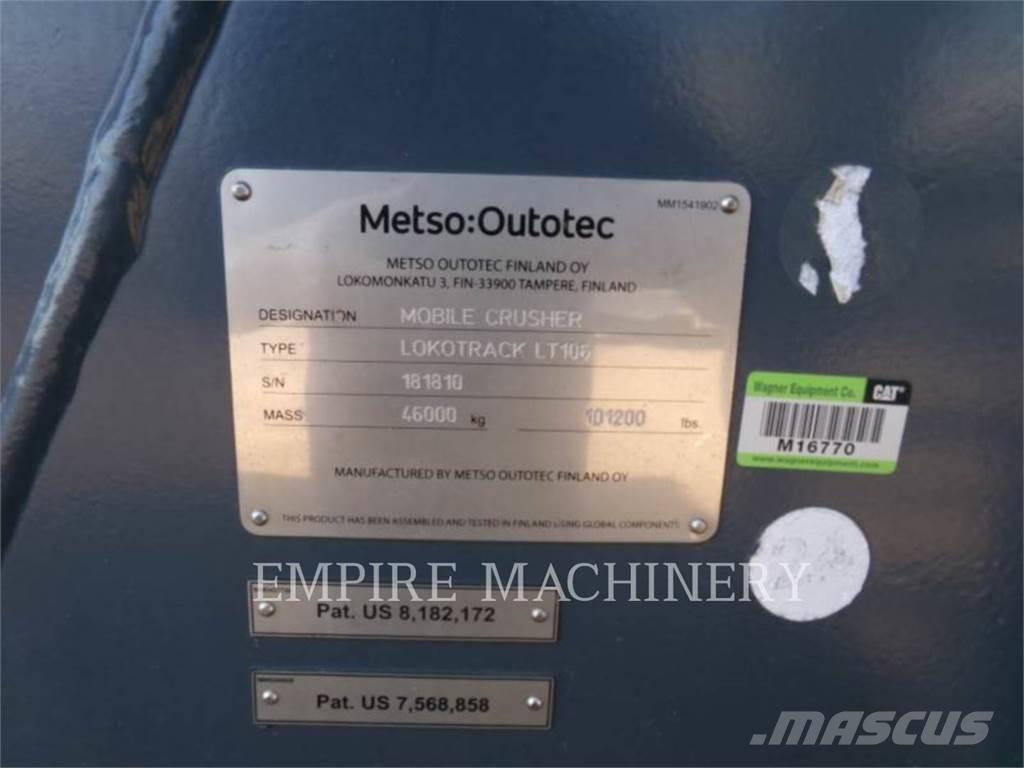 MM1541902
Metso:Outotec
METSO OUTOTEC FINLAND OY
LOKOMONKATU 3, FIN-33900 TAMPERE, FINLAND
DESIGNATION MOBILE CRUSHER
TYPE LOKOTRACK LT106
S/N 181810
MASS 46000 kg 101200 lbs.
MANUFACTURED BY METSO OUTOTEC FINLAND OY
THIS PRODUCT HAS BEEN ASSEMBLED AND TESTED IN FINLAND USING GLOBAL COMPONENTS
Wagner Equipment Co. CAT®
M16770
www.wagnerequipment.com
EMPIRE MACHINERY
Pat. US 8,182,172
Pat. US 7,568,858
MASCUS